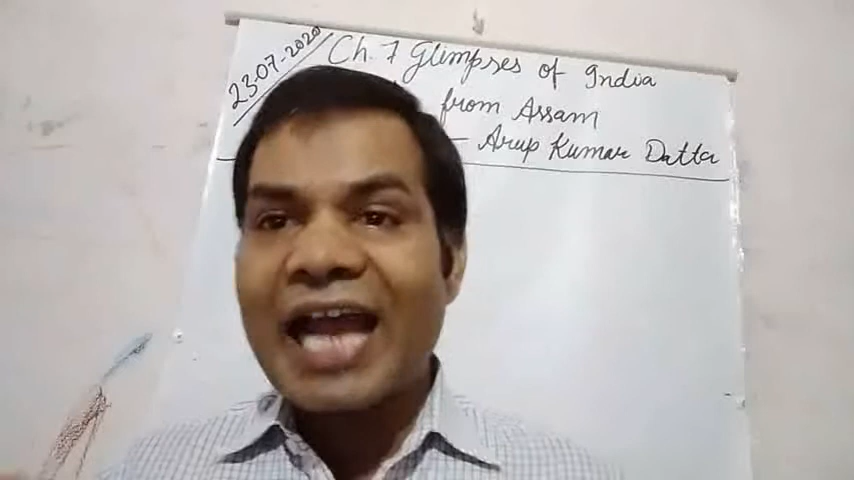 23-07-2020
Ch. 7 Glimpses of India
from Assam
- Arup Kumar Datta